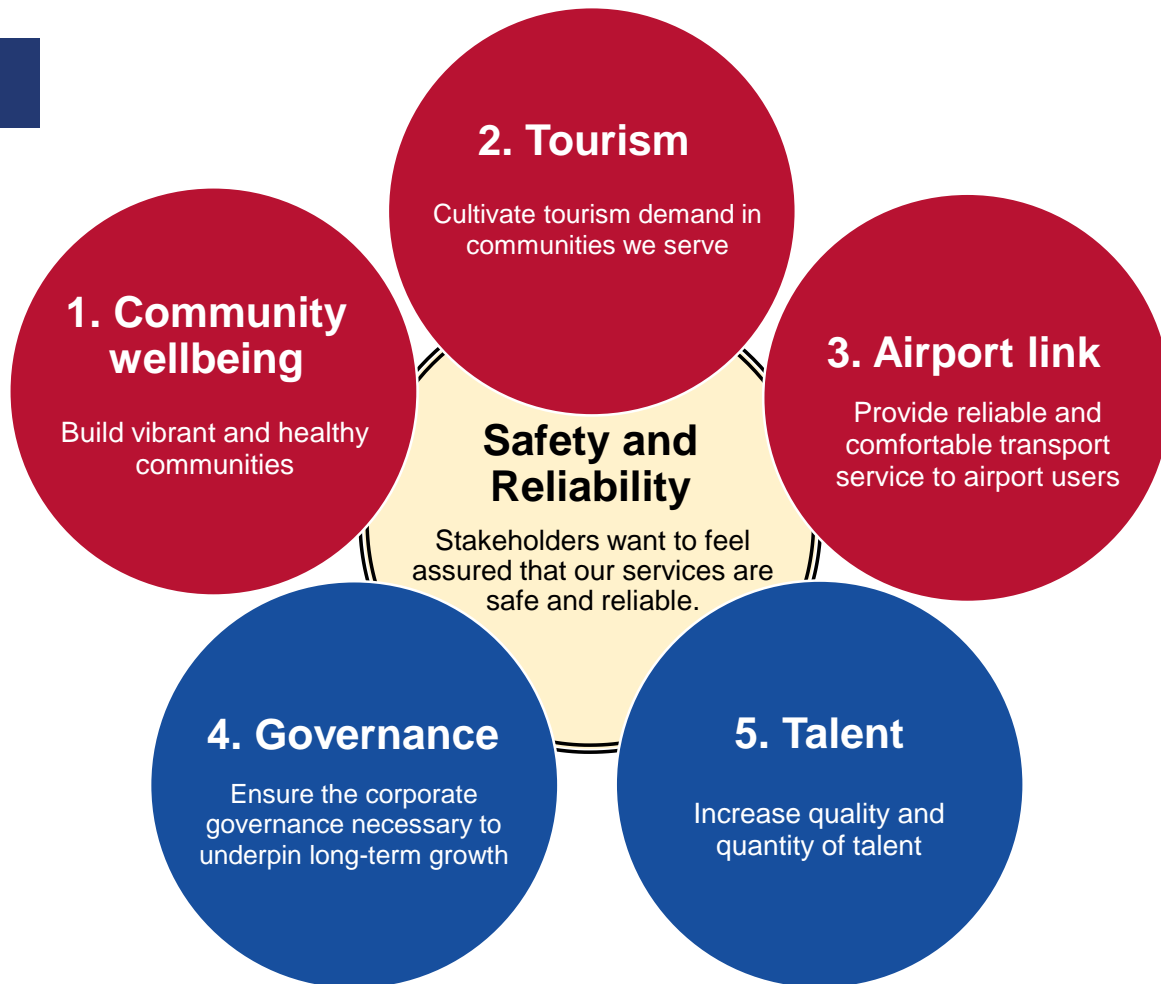 2. Tourism
Cultivate tourism demand in
communities we serve
1. Community
wellbeing
Build vibrant and healthy
communities
3. Airport link
Provide reliable and
comfortable transport
service to airport users
Safety and
Reliability
Stakeholders want to feel
assured that our services are
safe and reliable.
4. Governance
Ensure the corporate
governance necessary to
underpin long-term growth
5. Talent
Increase quality and
quantity of talent